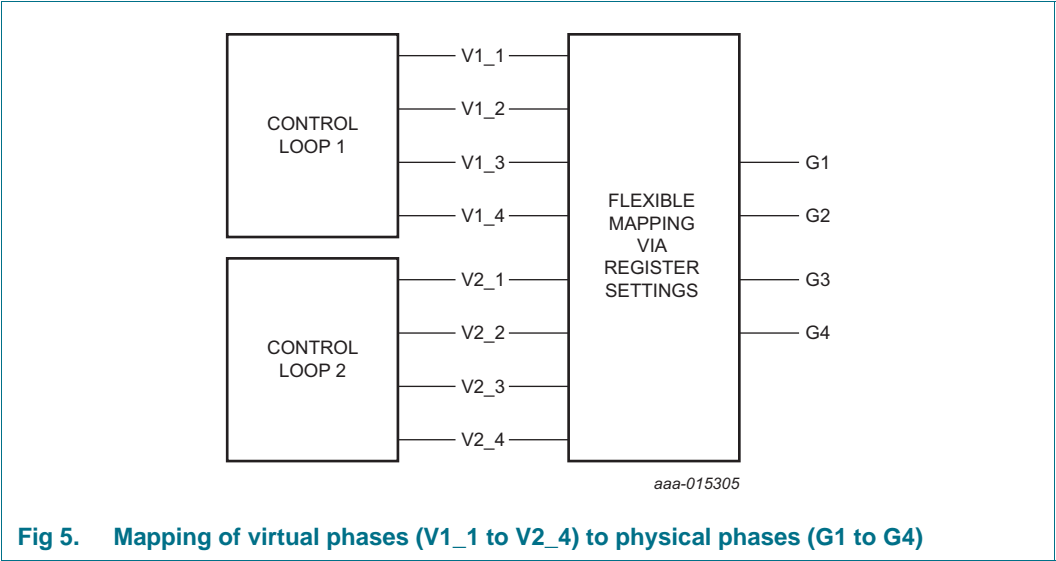 CONTROL
LOOP 1
V1_1
V1_2
V1_3
V1_4
CONTROL
LOOP 2
V2_1
V2_2
V2_3
V2_4
FLEXIBLE
MAPPING
VIA
REGISTER
SETTINGS
G1
G2
G3
G4
aaa-015305
Fig 5. Mapping of virtual phases (V1_1 to V2_4) to physical phases (G1 to G4)